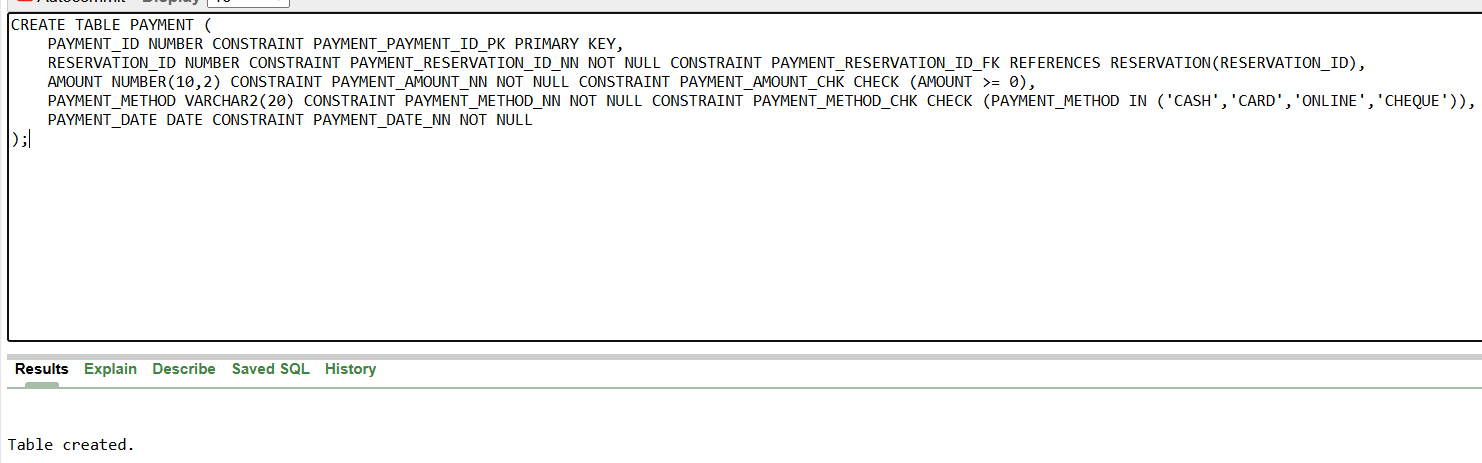 Autocommit Display 10
CREATE TABLE PAYMENT (
PAYMENT_ID NUMBER CONSTRAINT PAYMENT_PAYMENT_ID_PK PRIMARY KEY,
RESERVATION_ID NUMBER CONSTRAINT PAYMENT_RESERVATION_ID_NN NOT NULL CONSTRAINT PAYMENT_RESERVATION_ID_FK REFERENCES RESERVATION(RESERVATION_ID),
AMOUNT NUMBER(10,2) CONSTRAINT PAYMENT_AMOUNT_NN NOT NULL CONSTRAINT PAYMENT_AMOUNT_CHK CHECK (AMOUNT >= 0),
PAYMENT_METHOD VARCHAR2(20) CONSTRAINT PAYMENT_METHOD_NN NOT NULL CONSTRAINT PAYMENT_METHOD_CHK CHECK (PAYMENT_METHOD IN ('CASH','CARD','ONLINE','CHEQUE')),
PAYMENT_DATE DATE CONSTRAINT PAYMENT_DATE_NN NOT NULL
);
Results Explain Describe Saved SQL History
Table created.